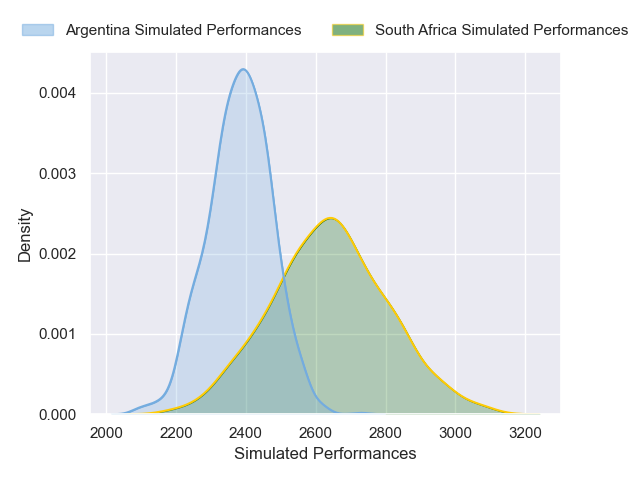 Argentina Simulated Performances
South Africa Simulated Performances
0.004
0.003
0.002
0.001
0.000
Density
2000 2200 2400 2600 2800 3000 3200
Simulated Performances